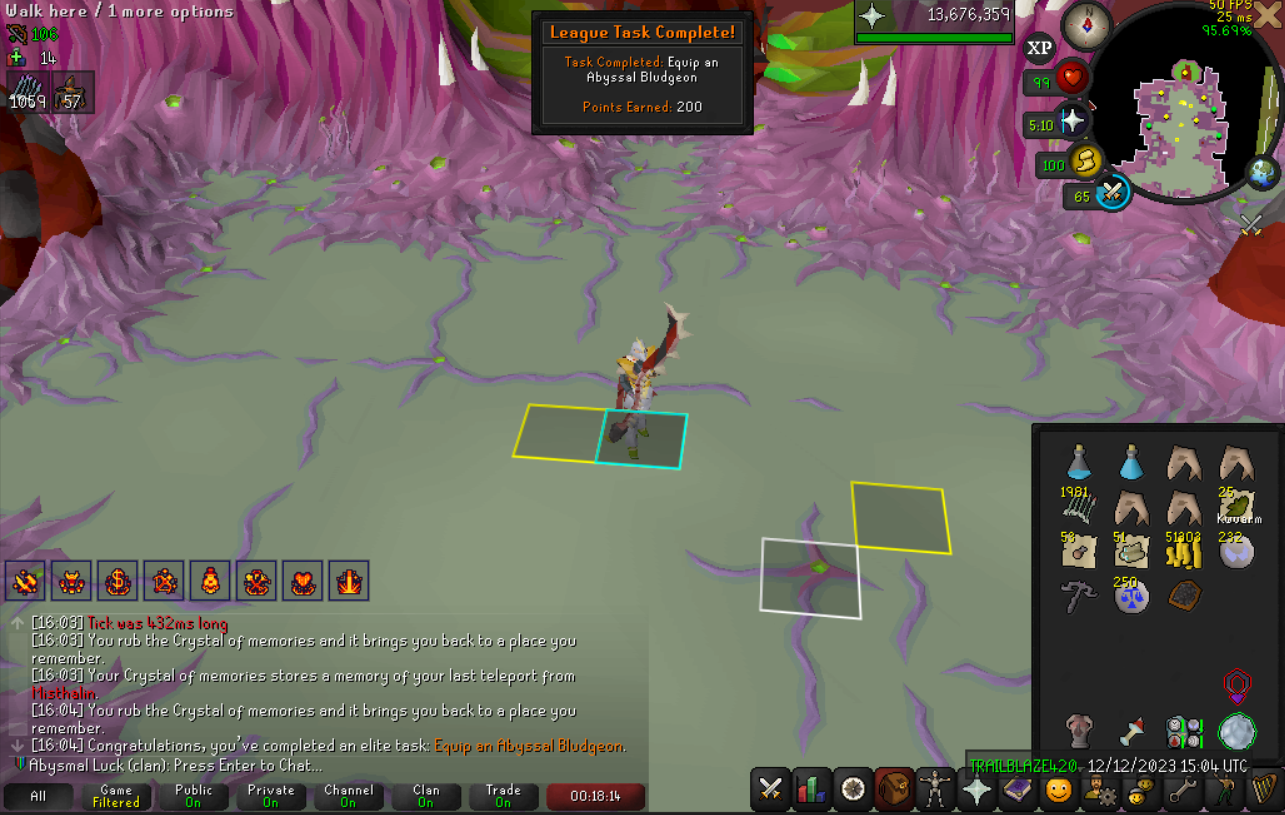 Walk here / 1 more options
106
14
1059
57
League Task Complete!
Task Completed: Equip an
Abyssal Bludgeon
Points Earned: 200
13,676,359
50 FPS
25 ms
95.69%
N
XP
99
5:10
100
65
1981
25
Kovarm
53
51
51303
232
250
[16:03] Tick was 432ms long
[16:03] You rub the Crystal of memories and it brings you back to a place you
remember.
[16:03] Your Crystal of memories stores a memory of your last teleport from
Misthalin.
[16:04] You rub the Crystal of memories and it brings you back to a place you
remember.
[16:04] Congratulations, you've completed an elite task: Equip an Abyssal Bludgeon.
Abysmal Luck (clan): Press Enter to Chat...
TRAILBLAZE420 12/12/2023 15:04 UTC
All
Game
Filtered
Public
On
Private
On
Channel
On
Clan
On
Trade
On
00:18:14